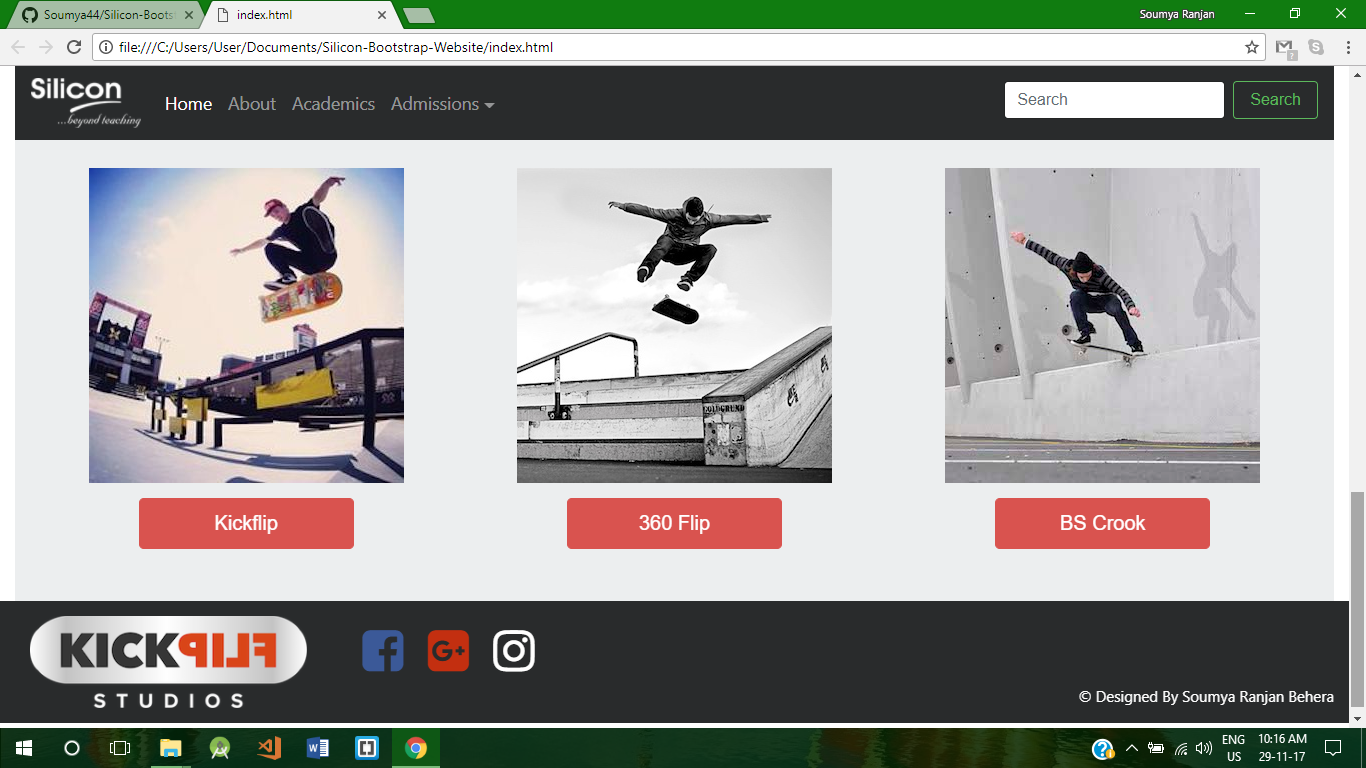 Soumya44/Silicon-Boots
index.html
Soumya Ranjan
file:///C:/Users/User/Documents/Silicon-Bootstrap-Website/index.html
Silicon
...beyond teaching
Home About Academics Admissions
Search
Search
COLDGRUND
Kickflip
360 Flip
BS Crook
KICKFLIP
STUDIOS
G+
© Designed By Soumya Ranjan Behera
ENG
US
10:16 AM
29-11-17